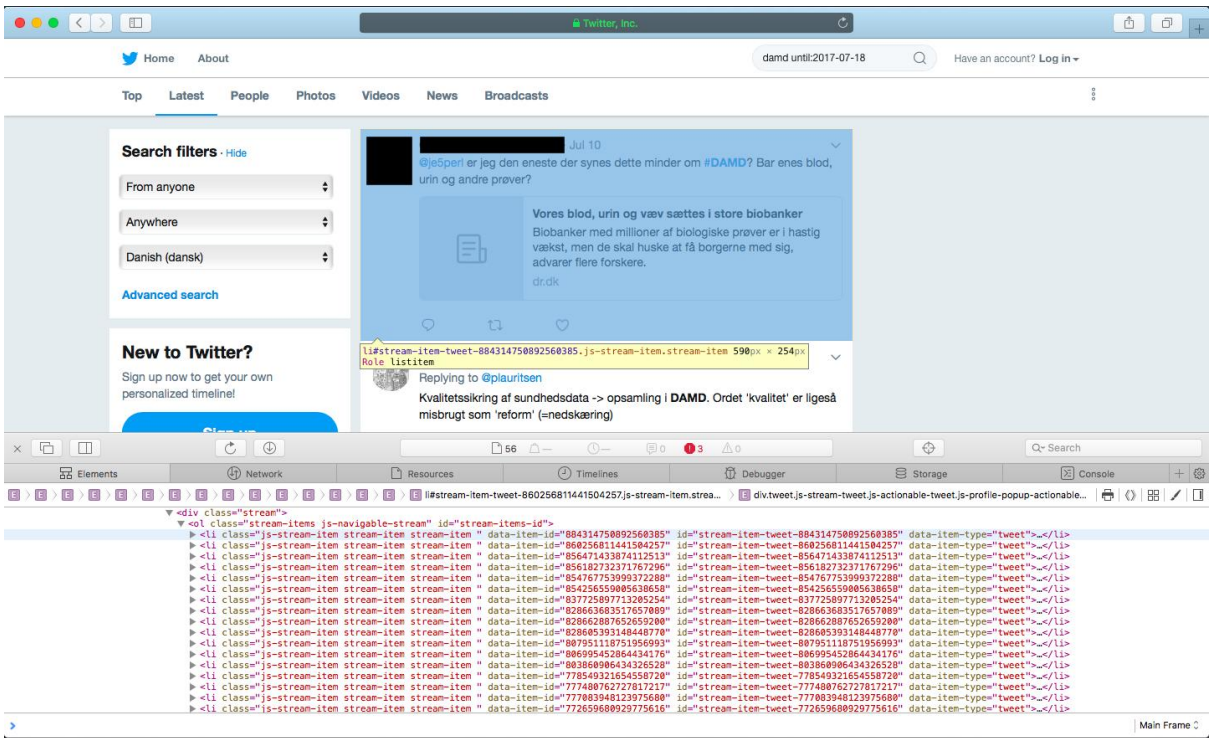 Twitter, Inc.
Home About
damd until:2017-07-18
Have an account? Log in
Top Latest People Photos Videos News Broadcasts
Search filters · Hide
From anyone
Anywhere
Danish (dansk)
Advanced search
New to Twitter?
Sign up now to get your own
personalized timeline!
Sign up
Jul 10
@je5perl er jeg den eneste der synes dette minder om #DAMD? Bar enes blod,
urin og andre prøver?
Vores blod, urin og væv sættes i store biobanker
Biobanker med millioner af biologiske prøver er i hastig
vækst, men de skal huske at få borgerne med sig,
advarer flere forskere.
dr.dk
li#stream-item-tweet-884314750892560385.js-stream-item.stream-item 590px × 254px
Role listitem
Replying to @plauritsen
Kvalitetssikring af sundhedsdata -> opsamling i DAMD. Ordet 'kvalitet' er ligeså
misbrugt som 'reform' (=nedskæring)
56 — — 0 3 0
Search
Elements Network Resources Timelines Debugger Storage Console
E E E E E E E E E E E E E E E E li#stream-item-tweet-860256811441504257.js-stream-item.strea... E div.tweet.js-stream-tweet.js-actionable-tweet.js-profile-popup-actionable...
<div class="stream">
<ol class="stream-items js-navigable-stream" id="stream-items-id">
<li class="js-stream-item stream-item stream-item " data-item-id="884314750892560385" id="stream-item-tweet-884314750892560385" data-item-type="tweet">…</li>
<li class="js-stream-item stream-item stream-item " data-item-id="860256811441504257" id="stream-item-tweet-860256811441504257" data-item-type="tweet">…</li>
<li class="js-stream-item stream-item stream-item " data-item-id="856471433874112513" id="stream-item-tweet-856471433874112513" data-item-type="tweet">…</li>
<li class="js-stream-item stream-item stream-item " data-item-id="856182732371767296" id="stream-item-tweet-856182732371767296" data-item-type="tweet">…</li>
<li class="js-stream-item stream-item stream-item " data-item-id="854767753999372288" id="stream-item-tweet-854767753999372288" data-item-type="tweet">…</li>
<li class="js-stream-item stream-item stream-item " data-item-id="854256559005638658" id="stream-item-tweet-854256559005638658" data-item-type="tweet">…</li>
<li class="js-stream-item stream-item stream-item " data-item-id="837725897713205254" id="stream-item-tweet-837725897713205254" data-item-type="tweet">…</li>
<li class="js-stream-item stream-item stream-item " data-item-id="828663683517657089" id="stream-item-tweet-828663683517657089" data-item-type="tweet">…</li>
<li class="js-stream-item stream-item stream-item " data-item-id="828662887652659200" id="stream-item-tweet-828662887652659200" data-item-type="tweet">…</li>
<li class="js-stream-item stream-item stream-item " data-item-id="828605393148448770" id="stream-item-tweet-828605393148448770" data-item-type="tweet">…</li>
<li class="js-stream-item stream-item stream-item " data-item-id="807951118751956993" id="stream-item-tweet-807951118751956993" data-item-type="tweet">…</li>
<li class="js-stream-item stream-item stream-item " data-item-id="806995452864434176" id="stream-item-tweet-806995452864434176" data-item-type="tweet">…</li>
<li class="js-stream-item stream-item stream-item " data-item-id="803860906434326528" id="stream-item-tweet-803860906434326528" data-item-type="tweet">…</li>
<li class="js-stream-item stream-item stream-item " data-item-id="778549321654558720" id="stream-item-tweet-778549321654558720" data-item-type="tweet">…</li>
<li class="js-stream-item stream-item stream-item " data-item-id="777480762727817217" id="stream-item-tweet-777480762727817217" data-item-type="tweet">…</li>
<li class="js-stream-item stream-item stream-item " data-item-id="777083948123975680" id="stream-item-tweet-777083948123975680" data-item-type="tweet">…</li>
<li class="js-stream-item stream-item stream-item " data-item-id="772659680929775616" id="stream-item-tweet-772659680929775616" data-item-type="tweet">…</li>
Main Frame